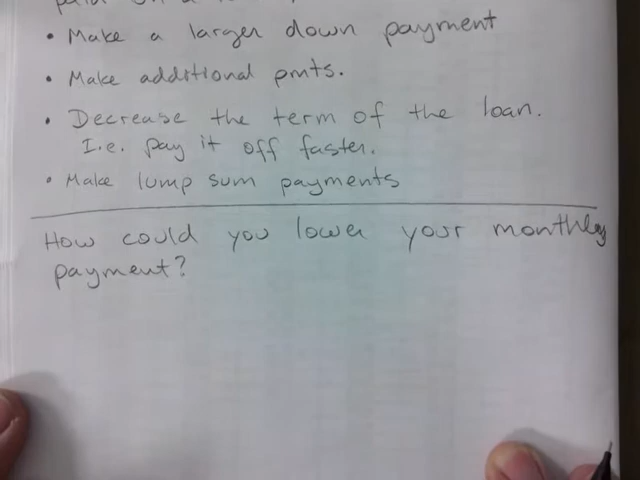 • Make a larger down payment
• Make additional pmts.
• Decrease the term of the loan.
I.e. pay it off faster.
• Make lump sum payments
How could you lower your monthly
payment?